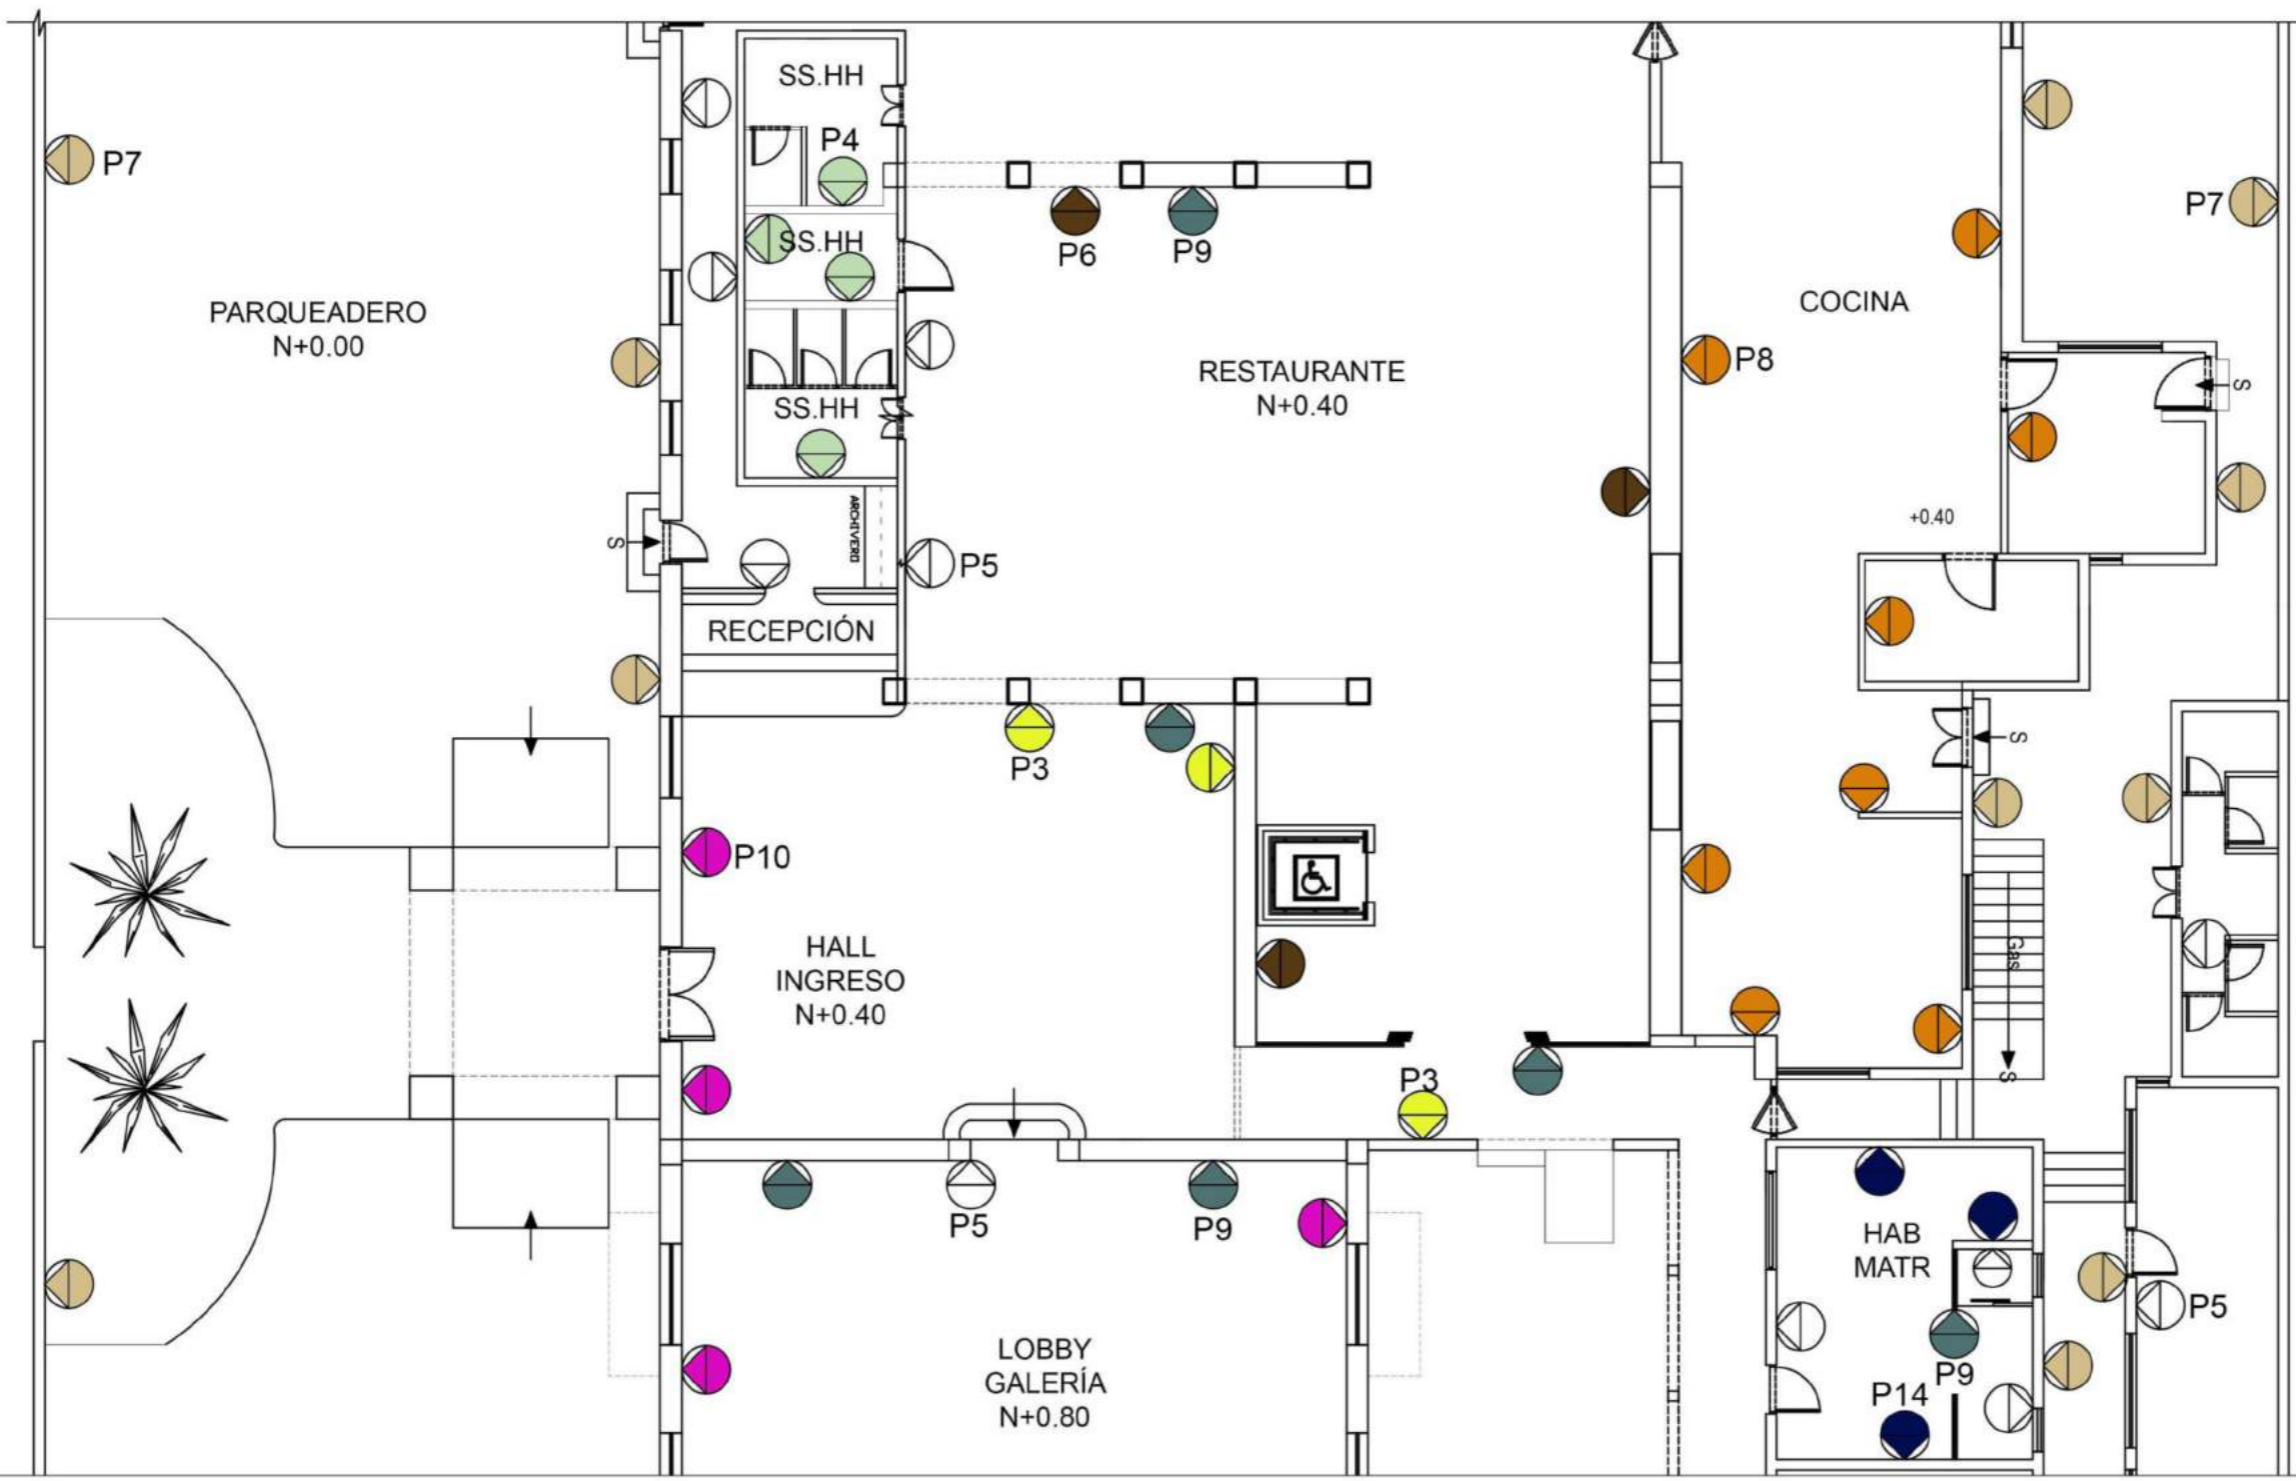 SS.HH
P4
P7
SS.HH
P6
P9
P7
PARQUEADERO
N+0.00
COCINA
RESTAURANTE
N+0.40
P8
S
SS.HH
ARCHIVERO
+0.40
S
P5
RECEPCIÓN
S
P3
P10
HALL
INGRESO
N+0.40
Gas
S
P3
P5
P9
HAB
MATR
P5
LOBBY
GALERÍA
N+0.80
P9
P14